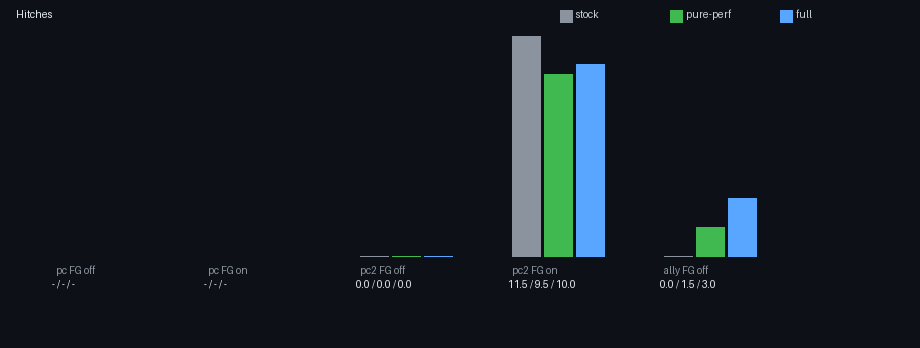 Hitches
stock pure-perf full
pc FG off pc FG on pc2 FG off pc2 FG on ally FG off
-/-/- -/-/- 0.0/0.0/0.0 11.5/9.5/10.0 0.0/1.5/3.0